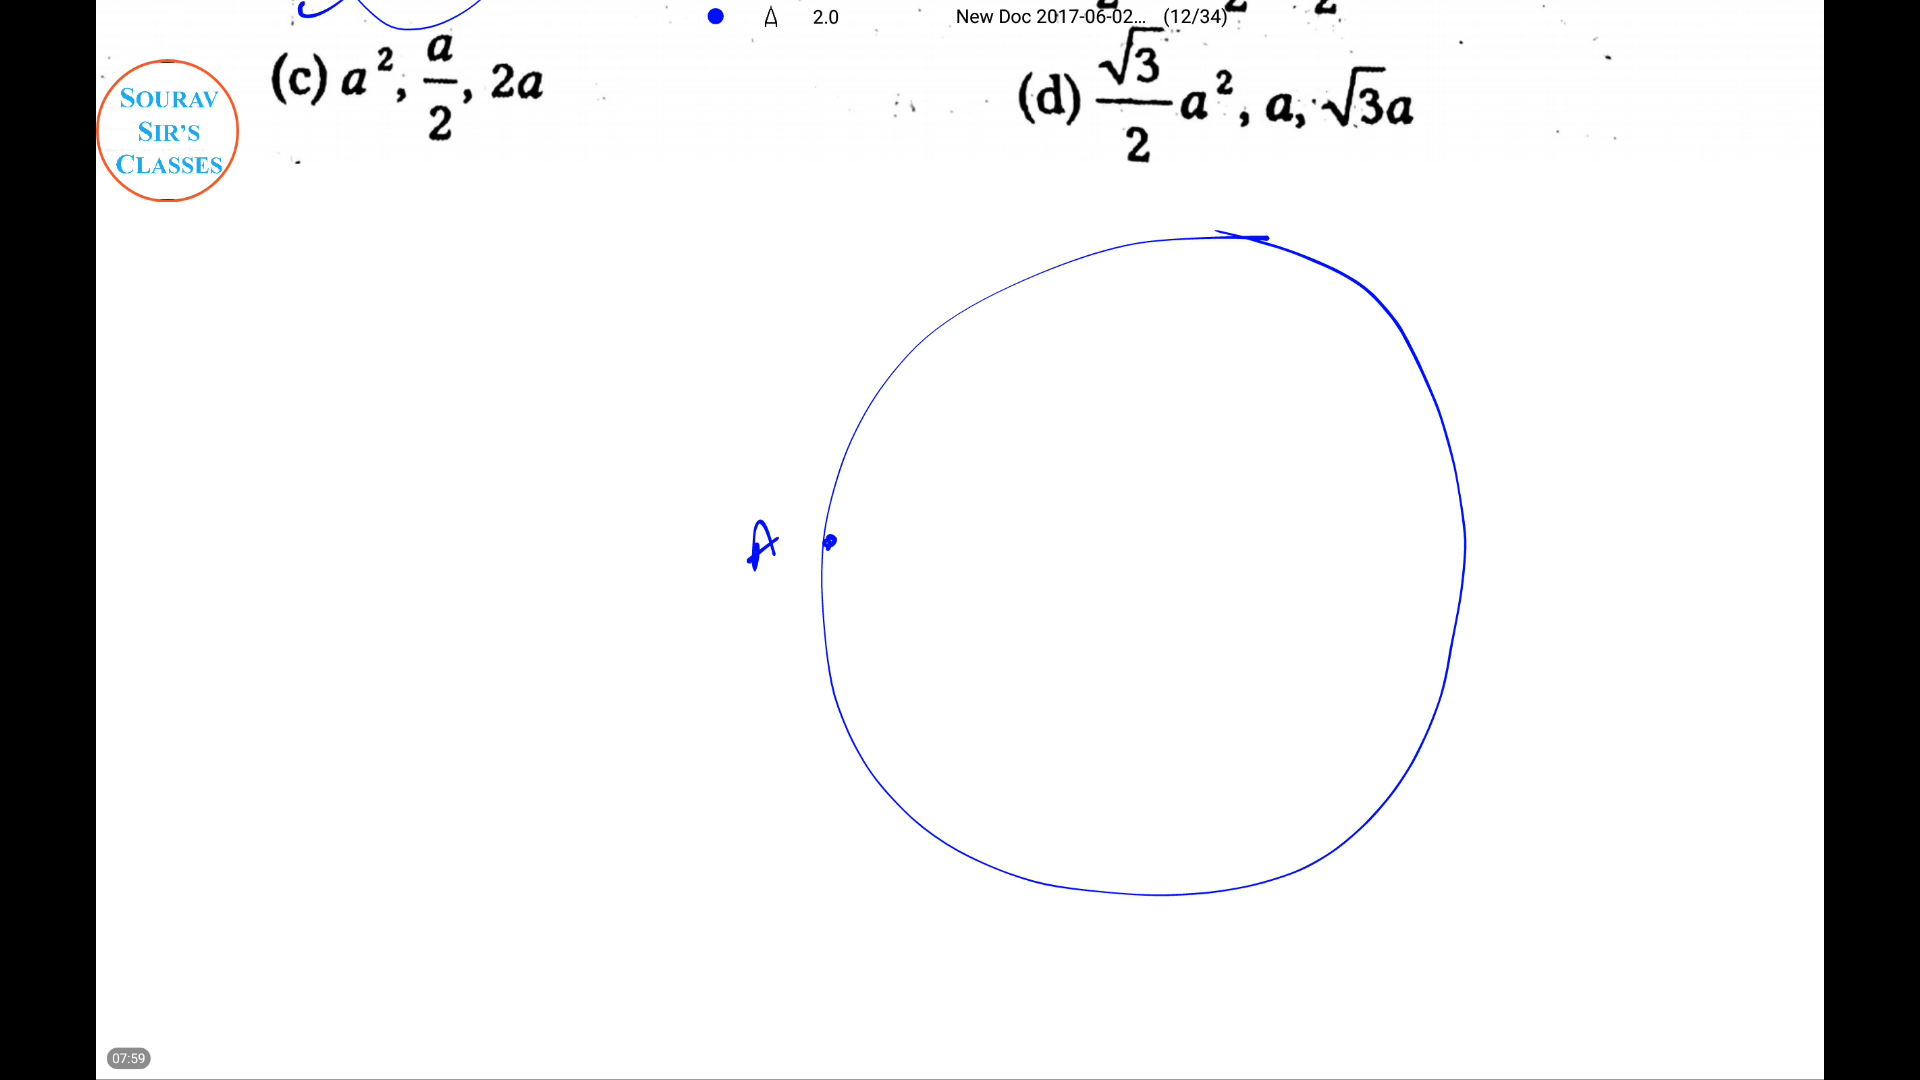 2.0 New Doc 2017-06-02... (12/34)
SOURAV
SIR'S
CLASSES
(c) a², a/2, 2a
(d) √3/2 a², a, √3a
A
07:59